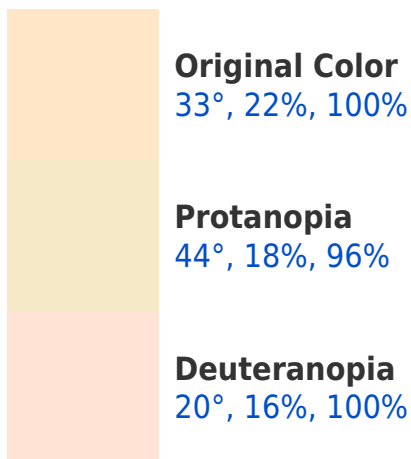 Original Color
33°, 22%, 100%
Protanopia
44°, 18%, 96%
Deuteranopia
20°, 16%, 100%